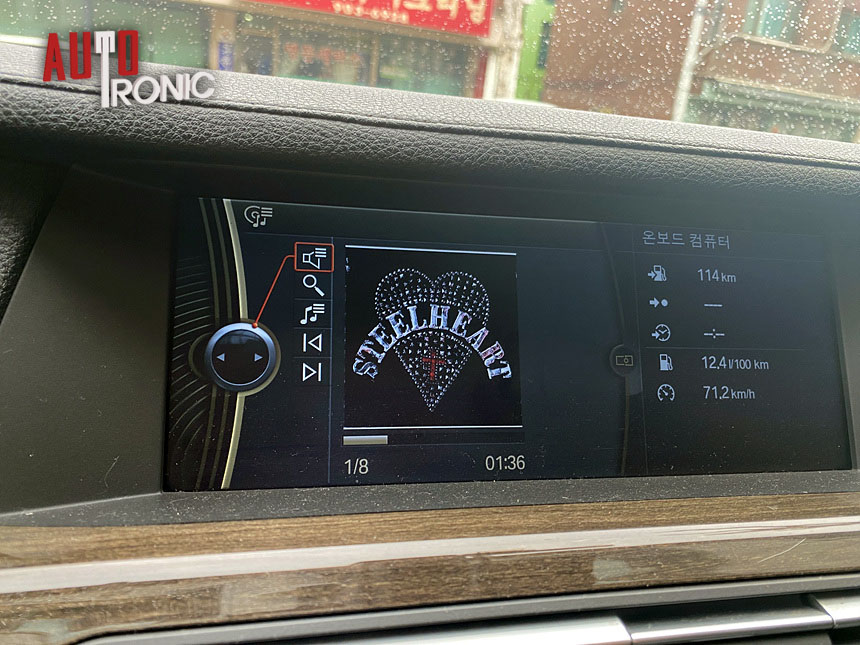 AUTO
TRONIC
온보드 컴퓨터
114 km
---
-:-
12.4 l/100 km
71.2 km/h
STEELHEART
1/8
01:36